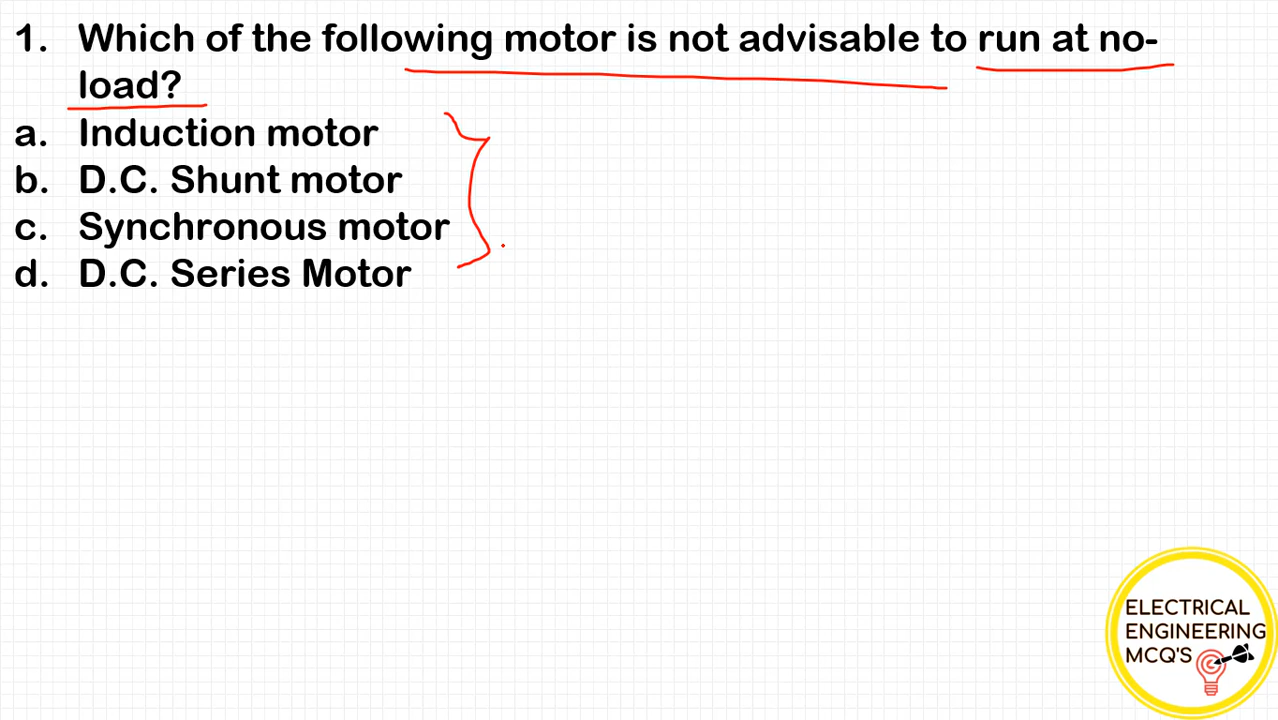 1. Which of the following motor is not advisable to run at no-
load?
a. Induction motor
b. D.C. Shunt motor
c. Synchronous motor
d. D.C. Series Motor
ELECTRICAL
ENGINEERING
MCQ'S